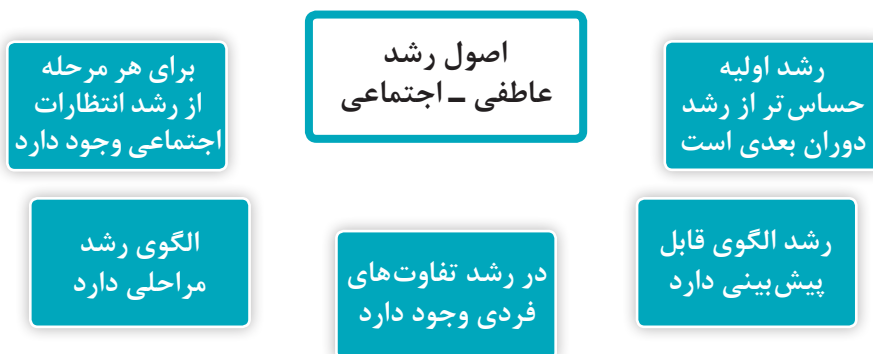 اصول رشد
عاطفی ـ اجتماعی
رشد اولیه
حساس‌تر از رشد
دوران بعدی است
برای هر مرحله
از رشد انتظارات
اجتماعی وجود دارد
رشد الگوی قابل
پیش‌بینی دارد
در رشد تفاوت‌های
فردی وجود دارد
الگوی رشد
مراحلی دارد